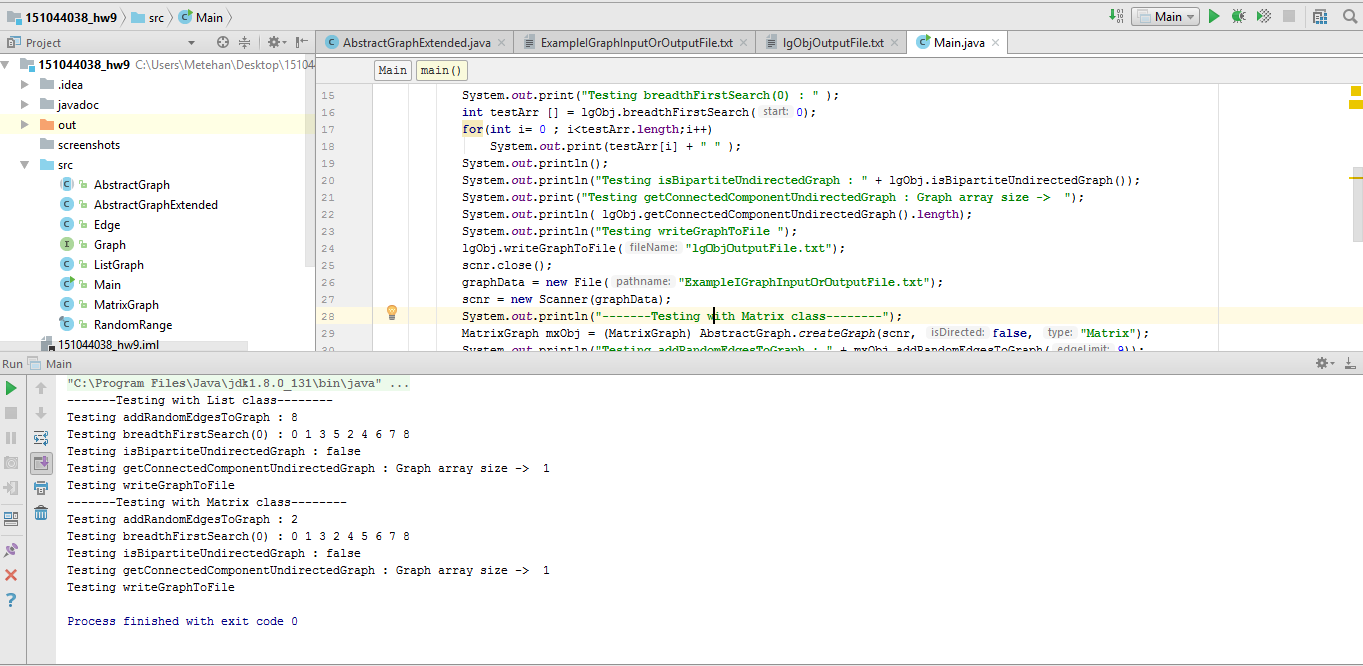 151044038_hw9 src Main Main
Project
AbstractGraphExtended.java ExampleIGraphInputOrOutputFile.txt lgObjOutputFile.txt Main.java
151044038_hw9 C:\Users\Metehan\Desktop\15104
.idea
javadoc
out
screenshots
src
AbstractGraph
AbstractGraphExtended
Edge
Graph
ListGraph
Main
MatrixGraph
RandomRange
151044038_hw9.iml
Main main()
15 System.out.print("Testing breadthFirstSearch(0) : " );
16 int testArr [] = lgObj.breadthFirstSearch( start: 0);
17 for(int i= 0 ; i<testArr.length;i++)
18 System.out.print(testArr[i] + " " );
19 System.out.println();
20 System.out.println("Testing isBipartiteUndirectedGraph : " + lgObj.isBipartiteUndirectedGraph());
21 System.out.print("Testing getConnectedComponentUndirectedGraph : Graph array size ->  ");
22 System.out.println( lgObj.getConnectedComponentUndirectedGraph().length);
23 System.out.println("Testing writeGraphToFile ");
24 lgObj.writeGraphToFile( fileName: "lgObjOutputFile.txt");
25 scnr.close();
26 graphData = new File( pathname: "ExampleIGraphInputOrOutputFile.txt");
27 scnr = new Scanner(graphData);
28 System.out.println("-------Testing with Matrix class--------");
29 MatrixGraph mxObj = (MatrixGraph) AbstractGraph.createGraph(scnr, isDirected: false, type: "Matrix");
30 System.out.println("Testing addRandomEdgesToGraph : " + mxObj.addRandomEdgesToGraph( edgeLimit: 9));
Run Main
"C:\Program Files\Java\jdk1.8.0_131\bin\java" ...
-------Testing with List class--------
Testing addRandomEdgesToGraph : 8
Testing breadthFirstSearch(0) : 0 1 3 5 2 4 6 7 8
Testing isBipartiteUndirectedGraph : false
Testing getConnectedComponentUndirectedGraph : Graph array size ->  1
Testing writeGraphToFile
-------Testing with Matrix class--------
Testing addRandomEdgesToGraph : 2
Testing breadthFirstSearch(0) : 0 1 3 2 4 5 6 7 8
Testing isBipartiteUndirectedGraph : false
Testing getConnectedComponentUndirectedGraph : Graph array size ->  1
Testing writeGraphToFile
Process finished with exit code 0